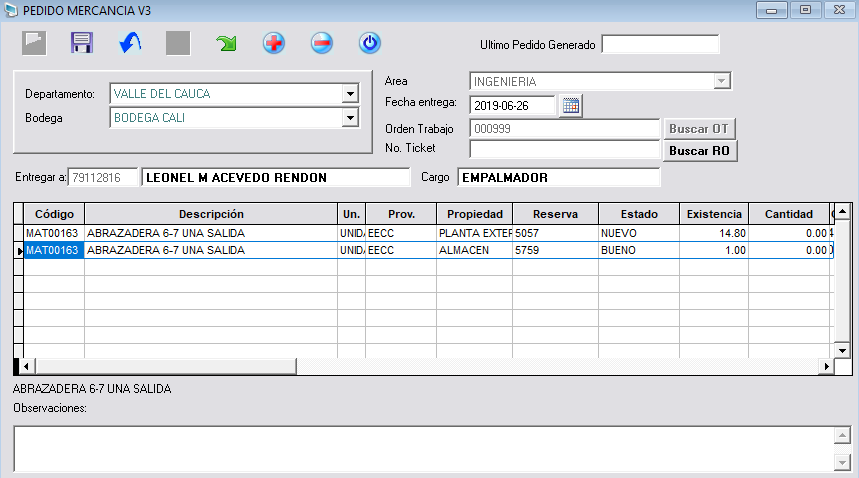 PEDIDO MERCANCIA V3
Ultimo Pedido Generado
Departamento: VALLE DEL CAUCA
Bodega BODEGA CALI
Area INGENIERIA
Fecha entrega: 2019-06-26
Orden Trabajo 000999 Buscar OT
No. Ticket Buscar RO
Entregar a: 79112816 LEONEL M ACEVEDO RENDON Cargo EMPALMADOR
Código Descripción Un. Prov. Propiedad Reserva Estado Existencia Cantidad
MAT00163 ABRAZADERA 6-7 UNA SALIDA UNID EECC PLANTA EXTER 5057 NUEVO 14.80 0.00
MAT00163 ABRAZADERA 6-7 UNA SALIDA UNID EECC ALMACEN 5759 BUENO 1.00 0.00
ABRAZADERA 6-7 UNA SALIDA
Observaciones: